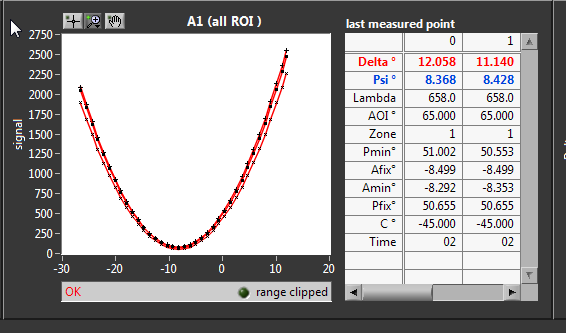 A1 (all ROI )
signal
2750
2500
2250
2000
1750
1500
1250
1000
750
500
250
0
-30 -20 -10 0 10 20
OK range clipped
last measured point
0 1
Delta ° 12.058 11.140
Psi ° 8.368 8.428
Lambda 658.0 658.0
AOI ° 65.000 65.000
Zone 1 1
Pmin° 51.002 50.553
Afix° -8.499 -8.499
Amin° -8.292 -8.353
Pfix° 50.655 50.655
C ° -45.000 -45.000
Time 02 02